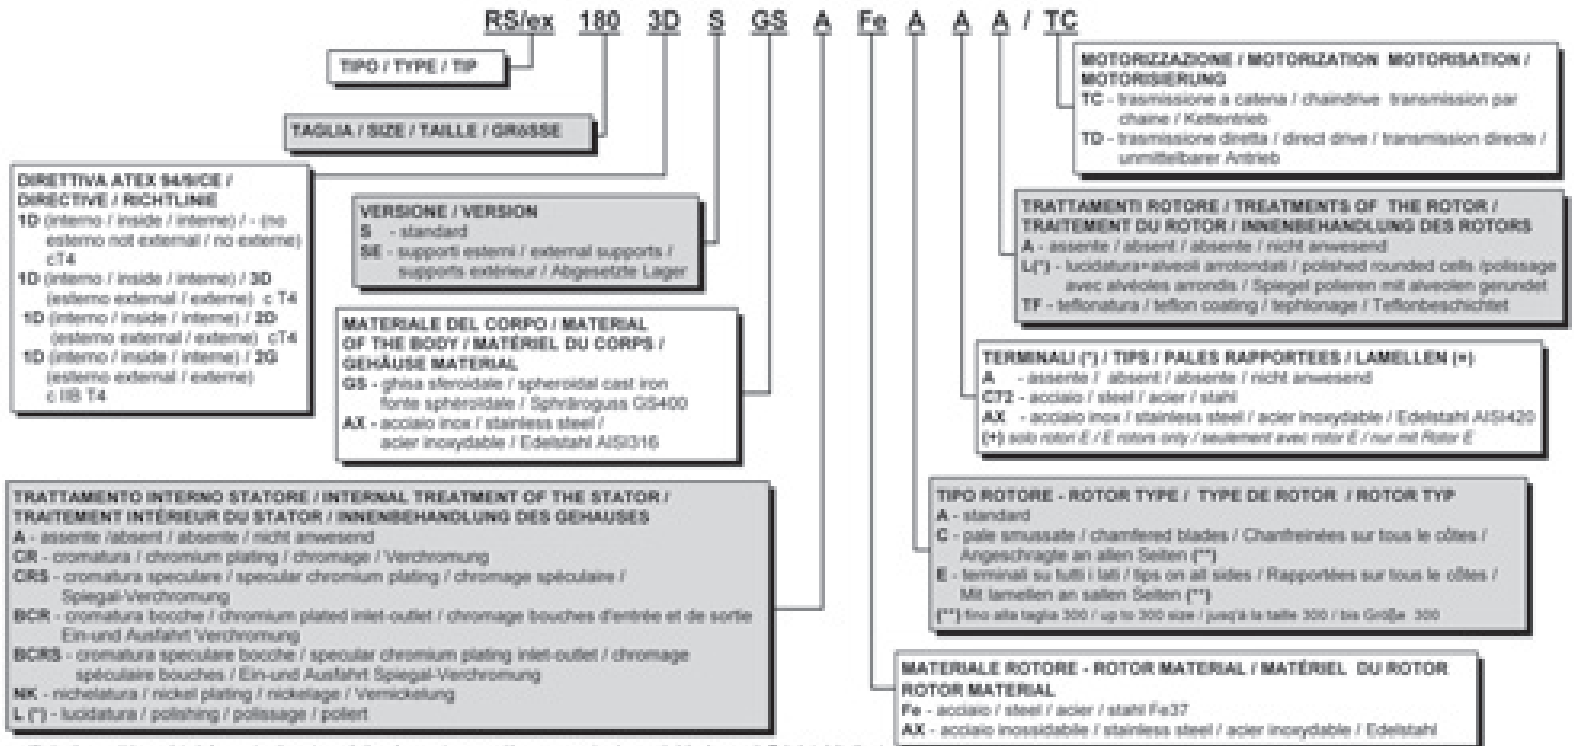 RS/ex 180 3D S GS A Fe A A A / TC
TIPO / TYPE / TIP
TAGLIA / SIZE / TAILLE / GRöSSE
DIRETTIVA ATEX 94/9/CE /
DIRECTIVE / RICHTLINIE
1D (interno / inside / interne) / - (no
esterno not external / no externe)
cT4
1D (interno / inside / interne) / 3D
(esterno external / externe) c T4
1D (interno / inside / interne) / 2D
(esterno external / externe) cT4
1D (interno / inside / interne) / 2G
(esterno external / externe)
c IIB T4
VERSIONE / VERSION
S - standard
SE - supporti esterni / external supports /
supports extérieur / Abgesetzte Lager
MATERIALE DEL CORPO / MATERIAL
OF THE BODY / MATÉRIEL DU CORPS /
GEHÄUSE MATERIAL
GS - ghisa sferoidale / spheroidal cast iron
fonte sphéroïdale / Sphäroguss GS400
AX - acciaio inox / stainless steel /
acier inoxydable / Edelstahl AISI316
TRATTAMENTO INTERNO STATORE / INTERNAL TREATMENT OF THE STATOR /
TRAITEMENT INTÉRIEUR DU STATOR / INNENBEHANDLUNG DES GEHAUSES
A - assente /absent / absente / nicht anwesend
CR - cromatura / chromium plating / chromage / Verchromung
CRS - cromatura speculare / specular chromium plating / chromage spéculaire /
Spiegal-Verchromung
BCR - cromatura bocche / chromium plated inlet-outlet / chromage bouches d'entrée et de sortie
Ein-und Ausfahrt Verchromung
BCRS - cromatura speculare bocche / specular chromium plating inlet-outlet / chromage
spéculaire bouches / Ein-und Ausfahrt Spiegal-Verchromung
NK - nichelatura / nickel plating / nickelage / Vernickelung
L (*) - lucidatura / polishing / polissage / poliert
MOTORIZZAZIONE / MOTORIZATION MOTORISATION /
MOTORISIERUNG
TC - trasmissione a catena / chaindrive transmission par
chaine / Kettentrieb
TD - trasmissione diretta / direct drive / transmission directe /
unmittelbarer Antrieb
TRATTAMENTI ROTORE / TREATMENTS OF THE ROTOR /
TRAITEMENT DU ROTOR / INNENBEHANDLUNG DES ROTORS
A - assente / absent / absente / nicht anwesend
L(*) - lucidatura+alveoli arrotondati / polished rounded cells /polissage
avec alvéoles arrondis / Spiegel polieren mit alveolen gerundet
TF - teflonatura / teflon coating / tephlonage / Teflonbeschichtet
TERMINALI (*) / TIPS / PALES RAPPORTEES / LAMELLEN (+)
A - assente / absent / absente / nicht anwesend
C72 - acciaio / steel / acier / stahl
AX - acciaio inox / stainless steel / acier inoxydable / Edelstahl AISI420
(+) solo rotori E / E rotors only / seulement avec rotor E / nur mit Rotor E
TIPO ROTORE - ROTOR TYPE / TYPE DE ROTOR / ROTOR TYP
A - standard
C - pale smussate / chamfered blades / Chanfreinées sur tous le côtes /
Angeschragte an allen Seiten (**)
E - terminali su tutti i lati / tips on all sides / Rapportées sur tous le côtes /
Mit lamellen an sallen Seiten (**)
(**) fino alla taglia 300 / up to 300 size / jusq'à la taille 300 / bis Größe 300
MATERIALE ROTORE - ROTOR MATERIAL / MATÉRIEL DU ROTOR
ROTOR MATERIAL
Fe - acciaio / steel / acier / stahl Fe37
AX - acciaio inossidabile / stainless steel / acier inoxydable / Edelstahl